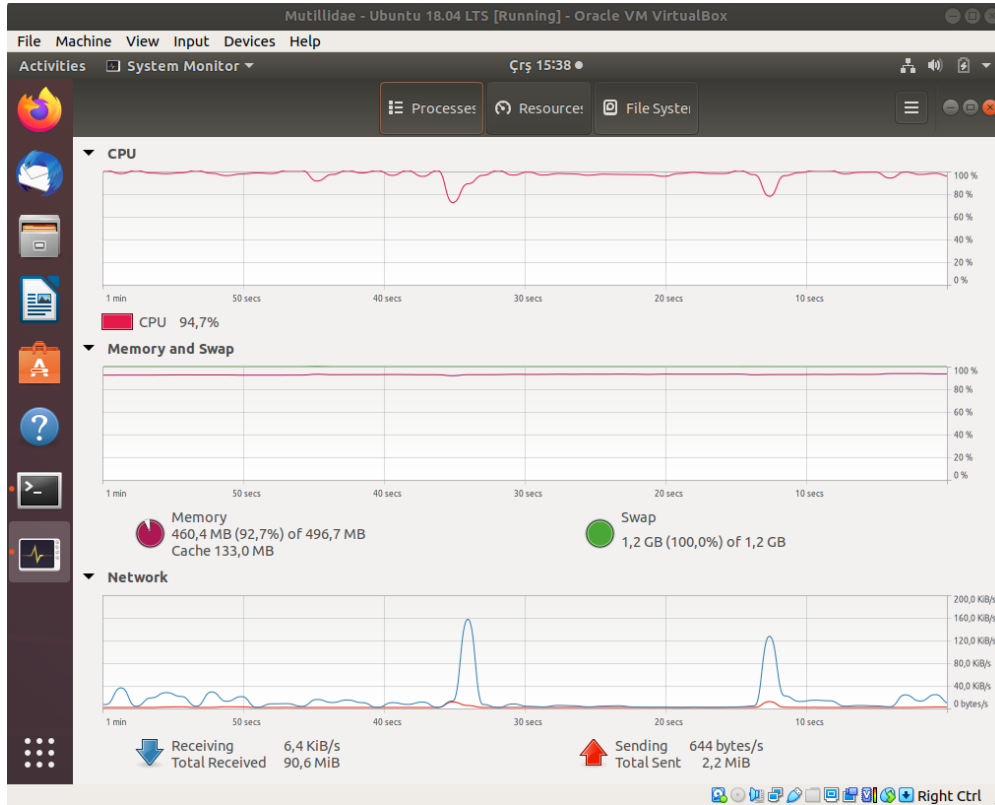 Mutillidae - Ubuntu 18.04 LTS [Running] - Oracle VM VirtualBox
File Machine View Input Devices Help
Activities System Monitor Çrş 15:38
Processes Resources File System
CPU
100 %
80 %
60 %
40 %
20 %
0 %
1 min 50 secs 40 secs 30 secs 20 secs 10 secs
CPU 94,7%
Memory and Swap
100 %
80 %
60 %
40 %
20 %
0 %
1 min 50 secs 40 secs 30 secs 20 secs 10 secs
Memory
460,4 MB (92,7%) of 496,7 MB
Cache 133,0 MB
Swap
1,2 GB (100,0%) of 1,2 GB
Network
200,0 KiB/s
160,0 KiB/s
120,0 KiB/s
80,0 KiB/s
40,0 KiB/s
0 bytes/s
1 min 50 secs 40 secs 30 secs 20 secs 10 secs
Receiving 6,4 KiB/s
Total Received 90,6 MiB
Sending 644 bytes/s
Total Sent 2,2 MiB
Right Ctrl